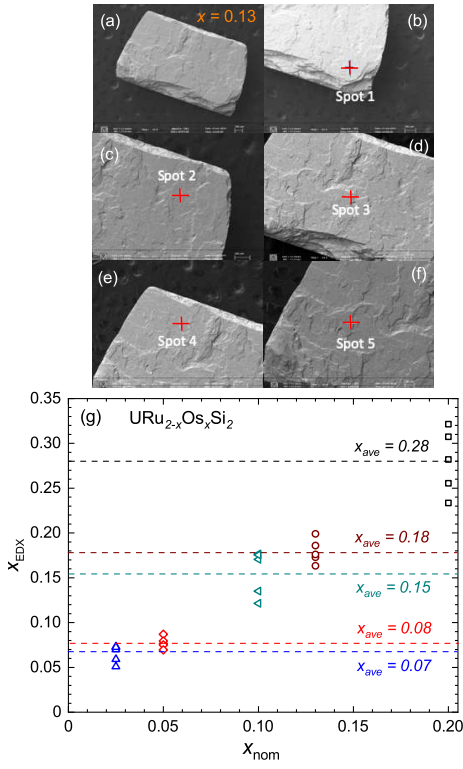 (a) x = 0.13
(b)
Spot 1
(c)
Spot 2
(d)
Spot 3
(e)
Spot 4
(f)
Spot 5
(g) URu2-xOsxSi2
0.35
0.30
0.25
0.20
0.15
0.10
0.05
0
xEDX
xave = 0.28
xave = 0.18
xave = 0.15
xave = 0.08
xave = 0.07
0 0.05 0.10 0.15 0.20
xnom